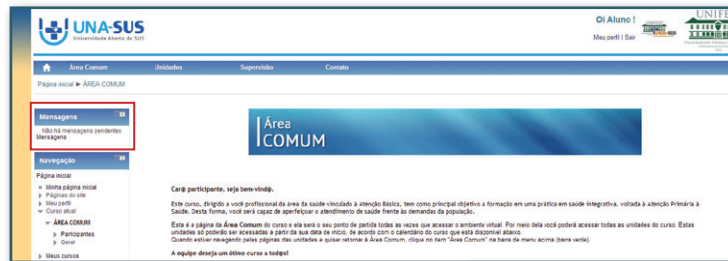 UNA-SUS
Universidade Aberta do SUS
Oi Aluno !
Meu perfil | Sair
UNIFE
Área Comum Unidades Supervisão Contato
Página inicial ► ÁREA COMUM
Mensagens
Não há mensagens pendentes
Mensagens
Área
COMUM
Navegação
Página inicial
Minha página inicial
Páginas do site
Meu perfil
Curso atual
ÁREA COMUM
Participantes
Geral
Meus cursos
Car@ participante, seja bem-vind@.
Este curso, dirigido a você profissional da área da saúde vinculado à Atenção Básica, tem como principal objetivo a formação em uma prática em saúde integrativa, voltada à Atenção Primária à
Saúde. Desta forma, você será capaz de aperfeiçoar o atendimento de saúde frente às demandas da população.
Esta é a página da Área Comum do curso e ela será o seu ponto de partida todas as vezes que acessar o ambiente virtual. Por meio dela você poderá acessar todas as unidades do curso. Estas
unidades só poderão ser acessadas a partir da sua data de início, de acordo com o calendário do curso que está disponível abaixo.
Quando estiver navegando pelas páginas das unidades e quiser retornar à Área Comum, clique no item "Área Comum" na barra de menu acima (barra verde).
A equipe deseja um ótimo curso a tod@s!